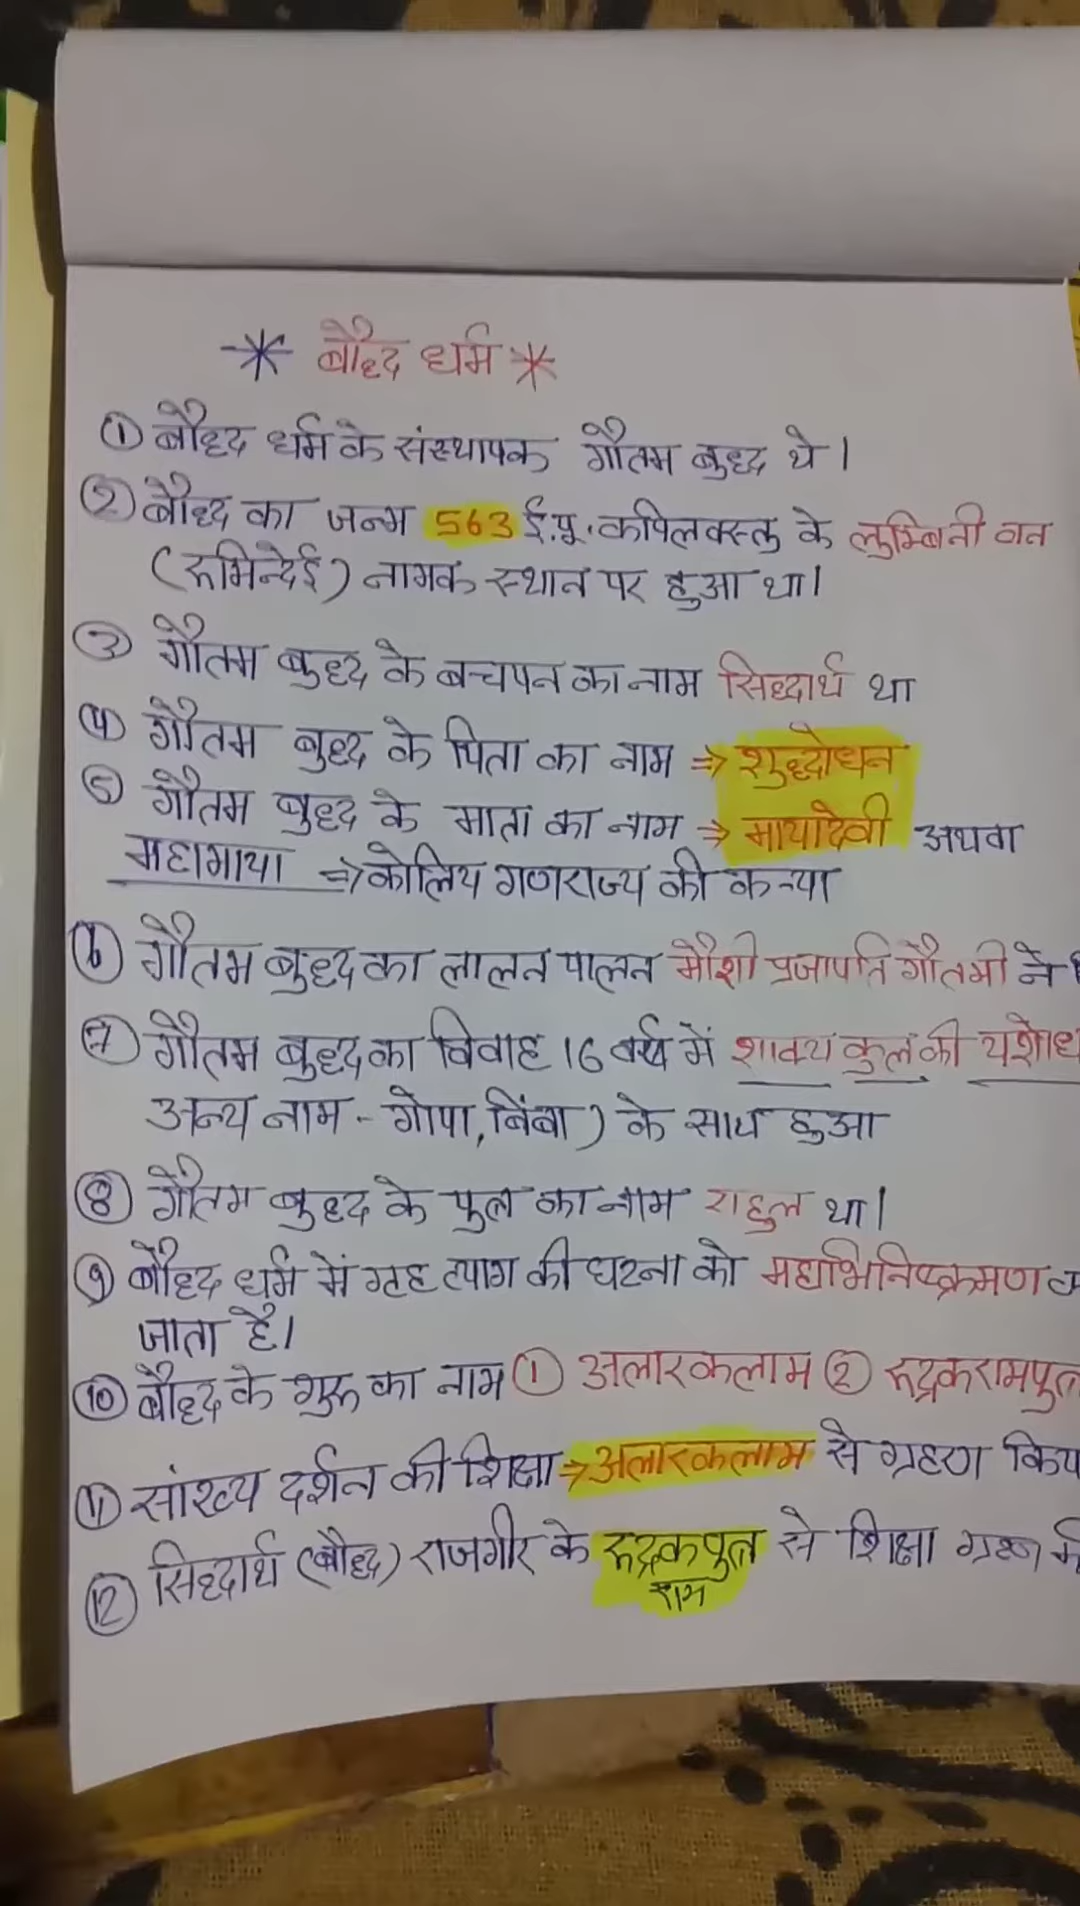 * बौद्द धर्म *
① बौद्द धर्म के संस्थापक गौतम बुद्द थे।
② बौद्द का जन्म 563 ई.पू. कपिलवस्तु के लुम्बिनी वन
(रूमिन्देई) नामक स्थान पर हुआ था।
③ गौतम बुद्द के बचपन का नाम सिद्दार्थ था
④ गौतम बुद्द के पिता का नाम ⇒ शुद्दोधन
⑤ गौतम बुद्द के माता का नाम ⇒ मायादेवी अथवा
महामाया ⇒ कोलिय गणराज्य की कन्या
⑥ गौतम बुद्द का लालन पालन मौशी प्रजापति गौतमी ने
⑦ गौतम बुद्द का विवाह 16 वर्ष में शाक्य कुल की यशोध
अन्य नाम - गोपा, बिंबा) के साथ हुआ
⑧ गौतम बुद्द के पुत्र का नाम राहुल था।
⑨ बौद्द धर्म में गृह त्याग की घटना को महाभिनिष्क्रमण
जाता है।
⑩ बौद्द के गुरू का नाम ① अलारकलाम ② रूद्रकरामपुत्र
⑪ सांख्य दर्शन की शिक्षा ⇒ अलारकलाम से ग्रहण किय
⑫ सिद्दार्थ (बौद्द) राजगीर के रूद्रकपुत्र से शिक्षा ग्रहण
राम